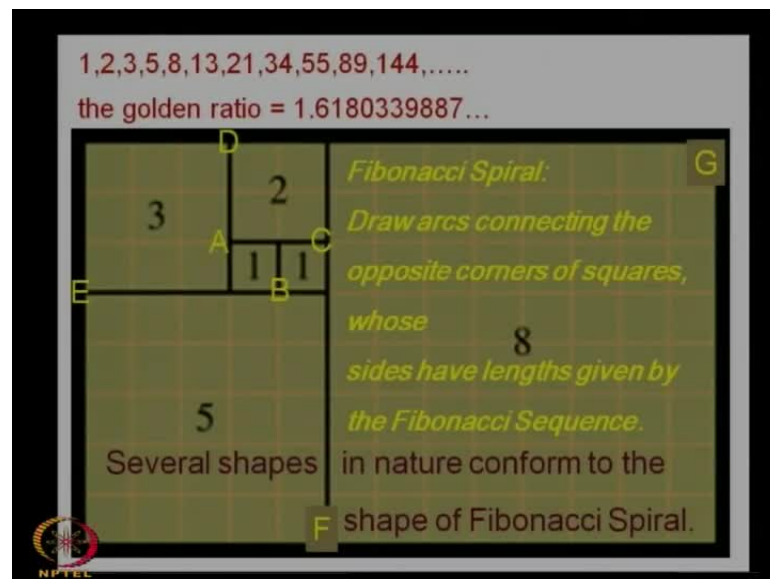 1,2,3,5,8,13,21,34,55,89,144,.....
the golden ratio = 1.6180339887...
D
G
2
Fibonacci Spiral:
3
Draw arcs connecting the
A
C
1
1
opposite corners of squares,
E
B
whose
8
sides have lengths given by
5
the Fibonacci Sequence.
Several shapes in nature conform to the
F
shape of Fibonacci Spiral.
NPTEL